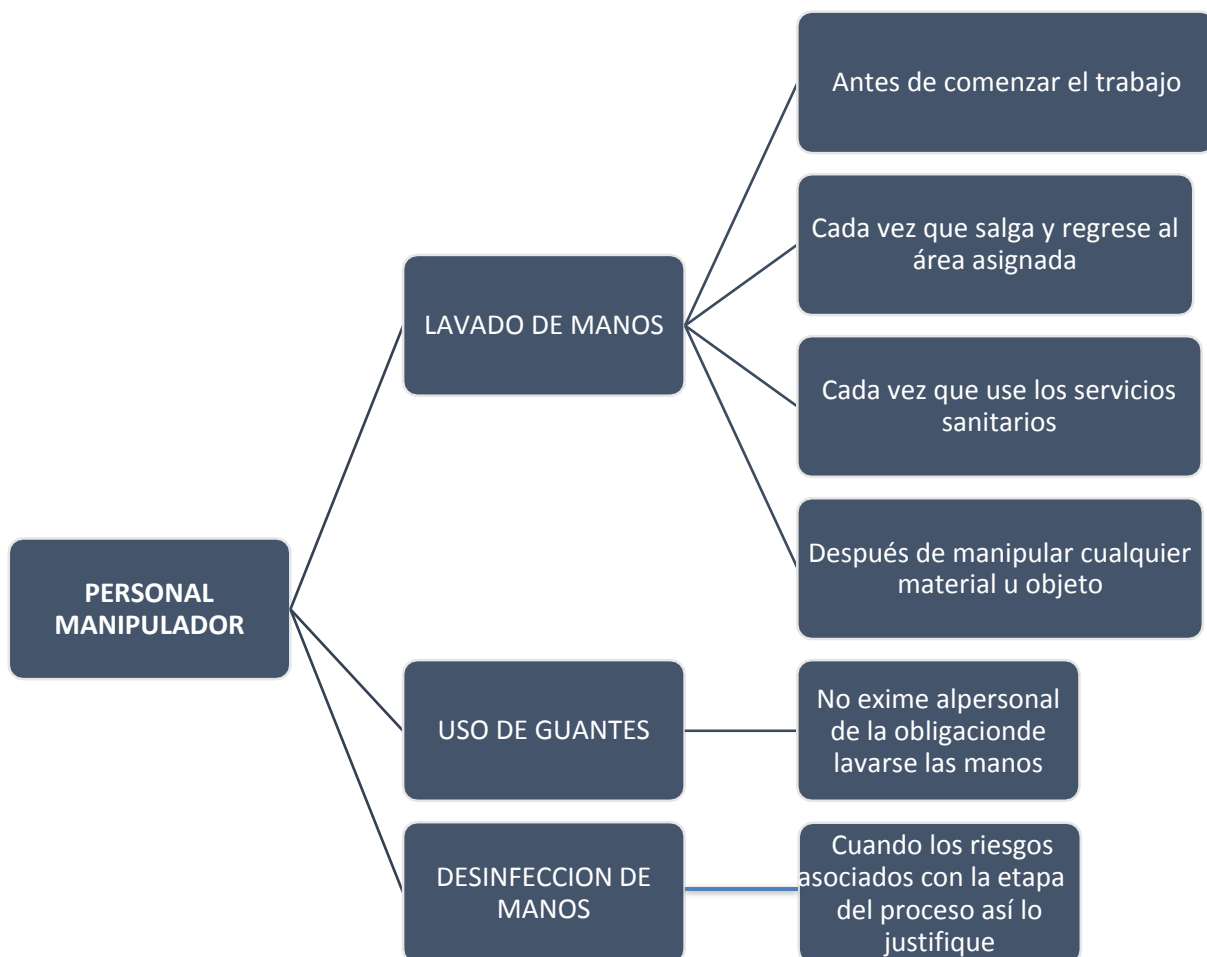 Antes de comenzar el trabajo
Cada vez que salga y regrese al
área asignada
LAVADO DE MANOS
Cada vez que use los servicios
sanitarios
Después de manipular cualquier
material u objeto
PERSONAL
MANIPULADOR
USO DE GUANTES
No exime alpersonal
de la obligacionde
lavarse las manos
DESINFECCION DE
MANOS
Cuando los riesgos
asociados con la etapa
del proceso así lo
justifique